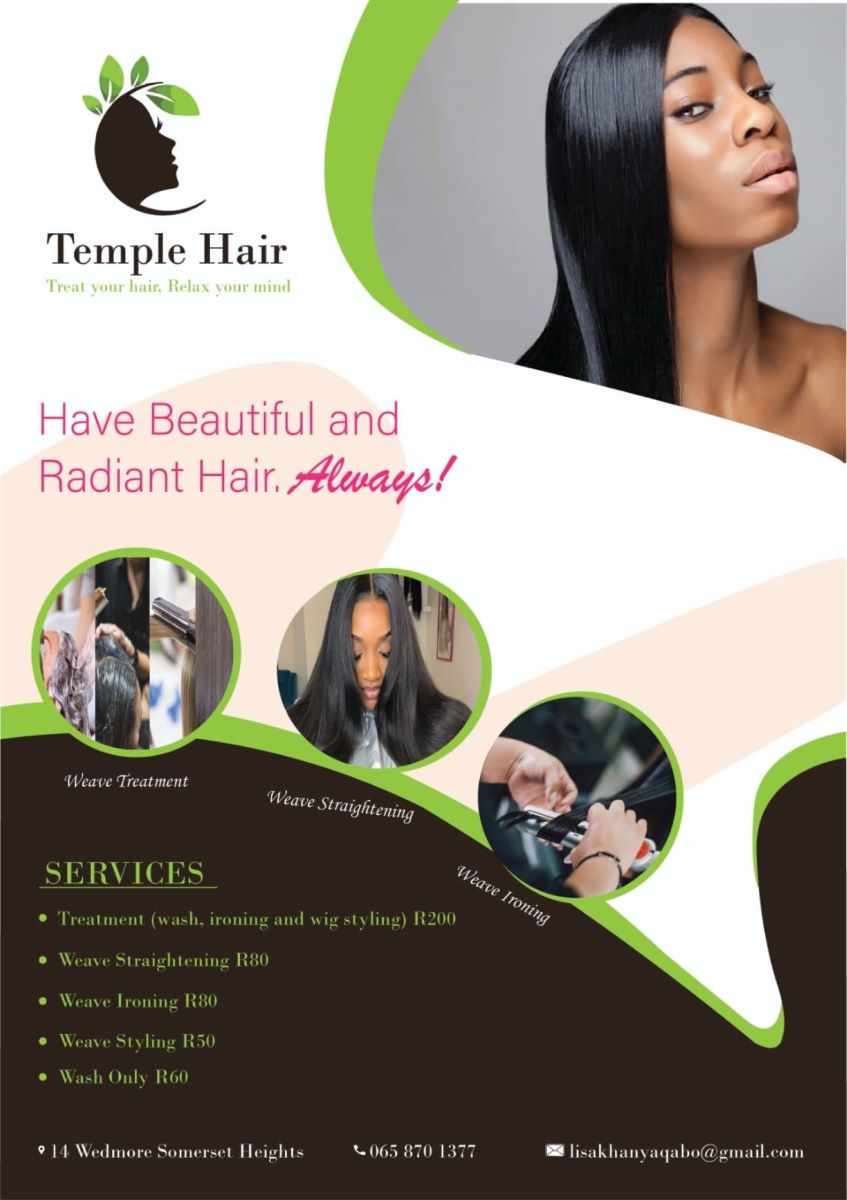 Temple Hair
Treat your hair, Relax your mind
Have Beautiful and
Radiant Hair. Always!
Weave Treatment
Weave Straightening
Weave Ironing
SERVICES
• Treatment (wash, ironing and wig styling) R200
• Weave Straightening R80
• Weave Ironing R80
• Weave Styling R50
• Wash Only R60
14 Wedmore Somerset Heights
065 870 1377
lisakhanyaqabo@gmail.com